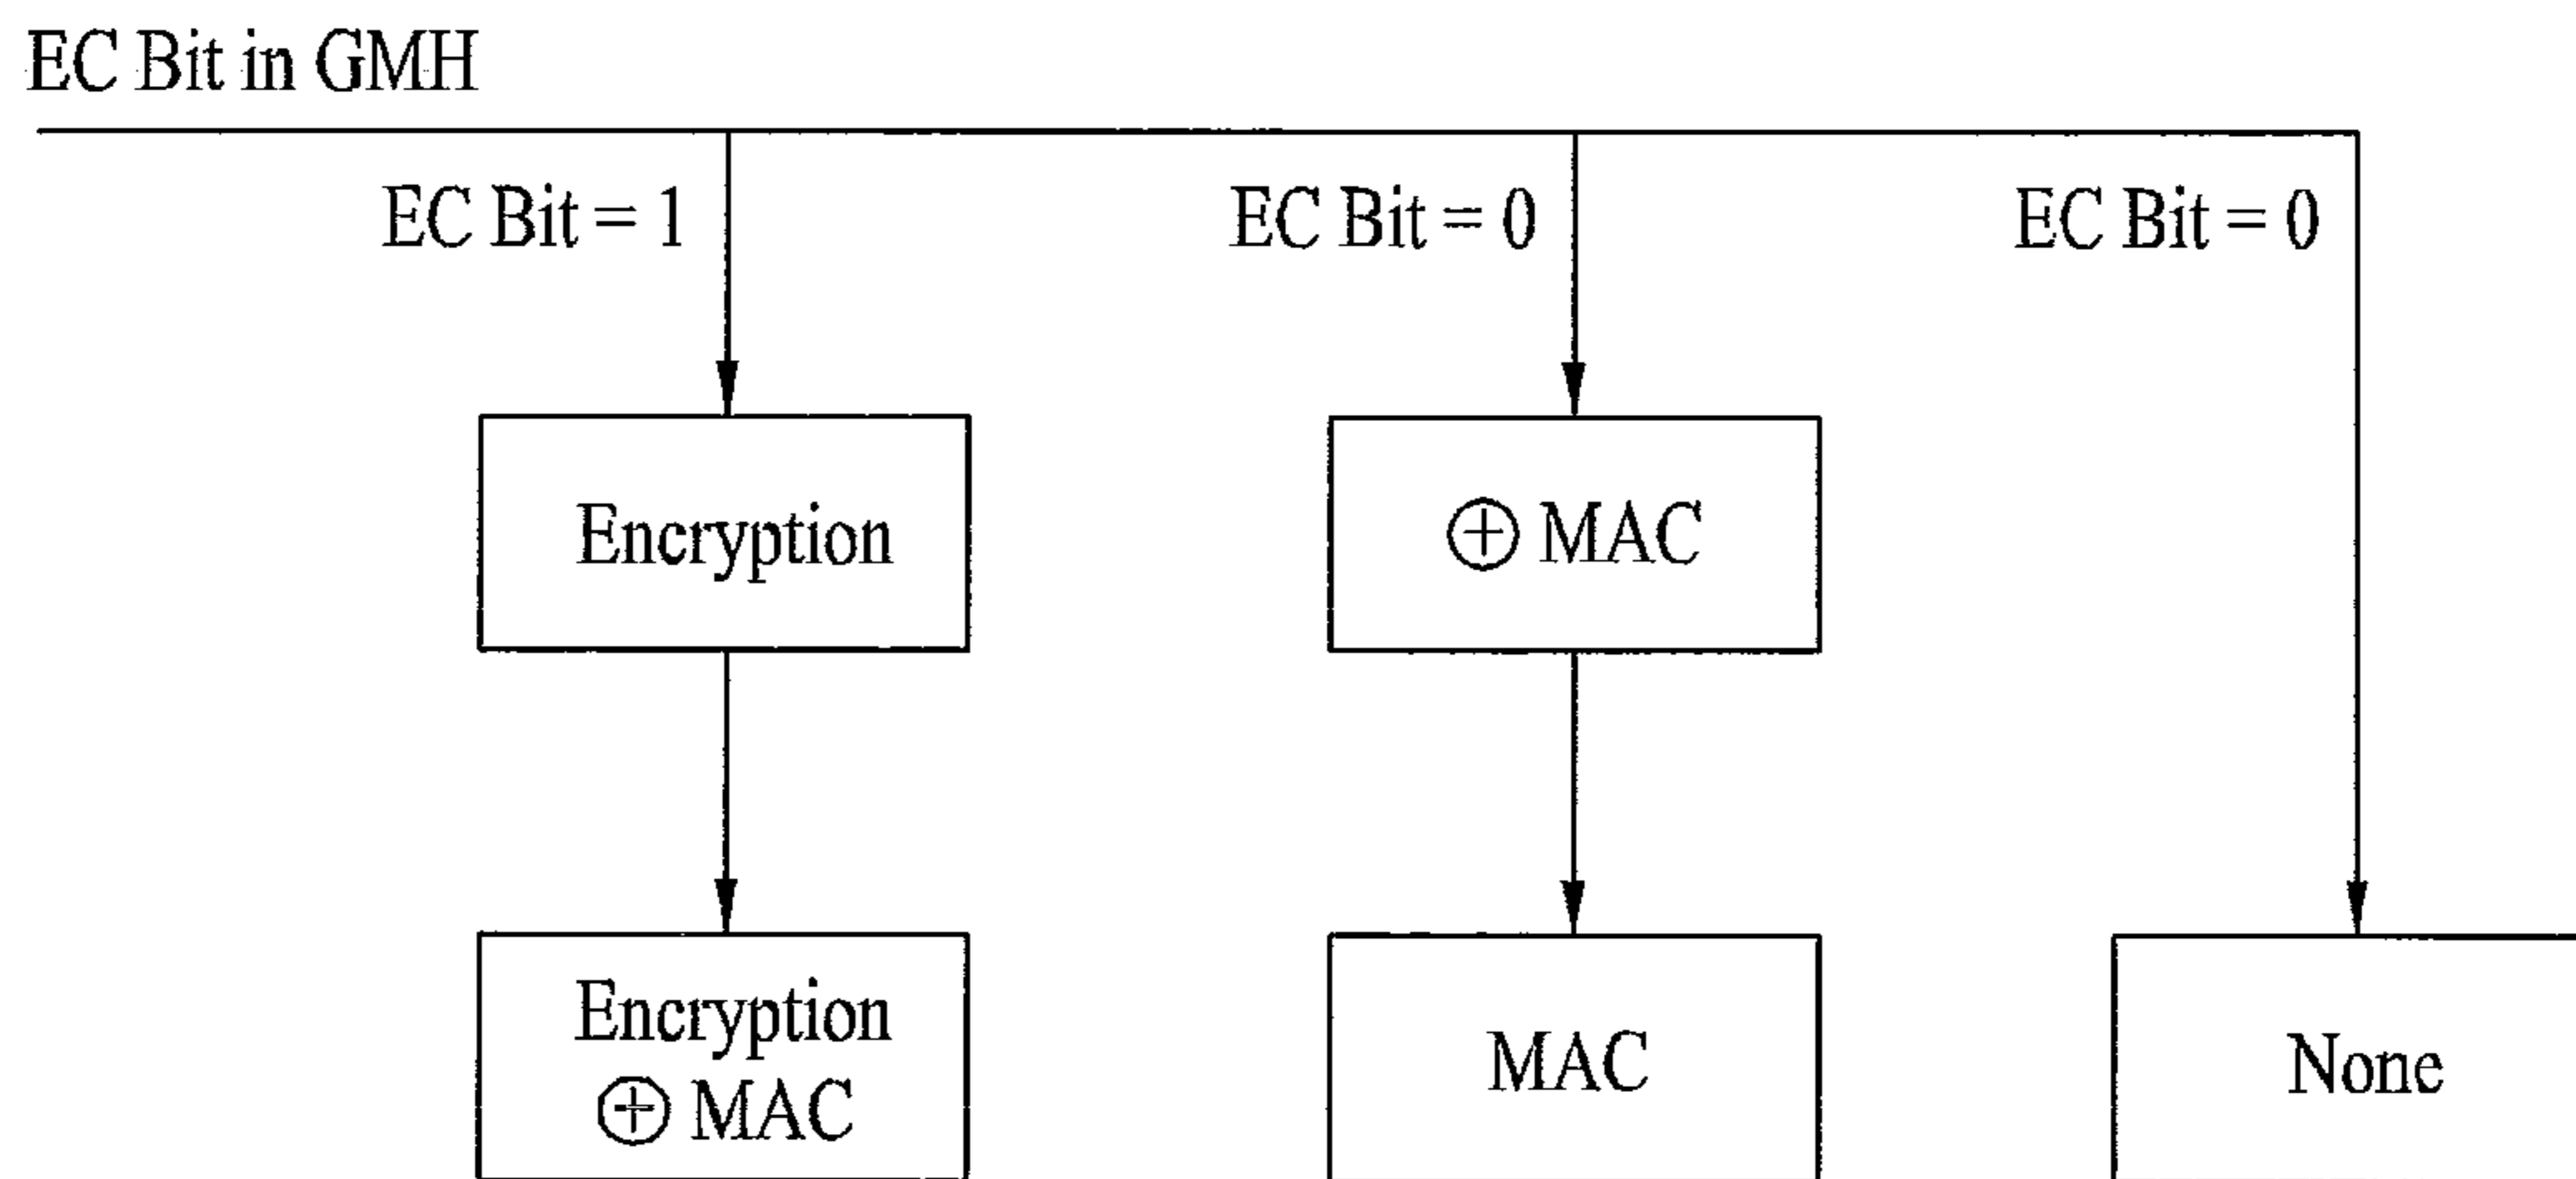 EC Bit in GMH
EC Bit = 1
EC Bit = 0
EC Bit = 0
Encryption
⊕ MAC
Encryption
⊕ MAC
MAC
None